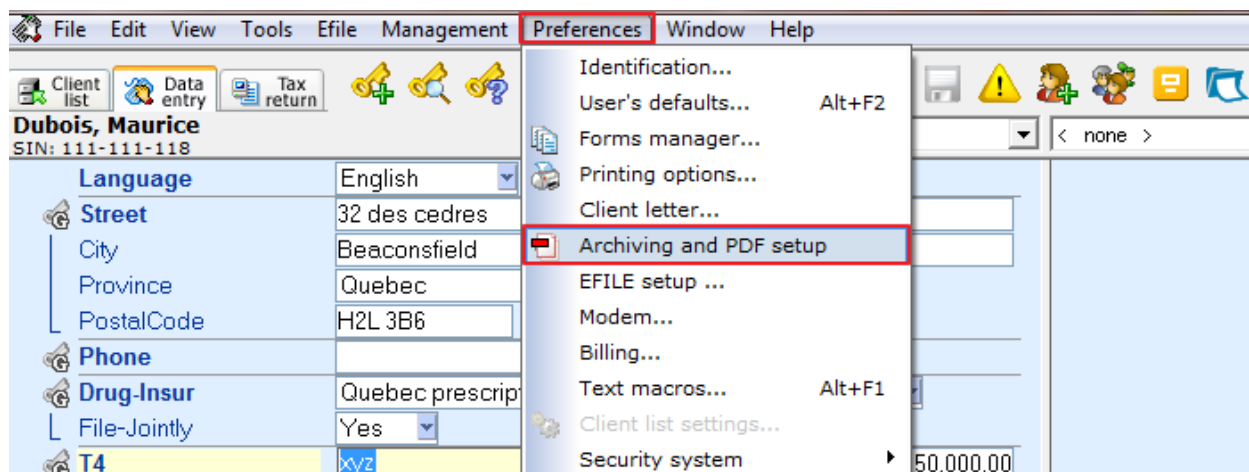 File Edit View Tools Efile Management Preferences Window Help
Client list
Data entry
Tax return
Dubois, Maurice
SIN: 111-111-118
< none >
Language English
Street 32 des cedres
City Beaconsfield
Province Quebec
PostalCode H2L 3B6
Phone
Drug-Insur Quebec prescrip
File-Jointly Yes
T4 xyz 50,000.00
Identification...
User's defaults... Alt+F2
Forms manager...
Printing options...
Client letter...
Archiving and PDF setup
EFILE setup ...
Modem...
Billing...
Text macros... Alt+F1
Client list settings...
Security system